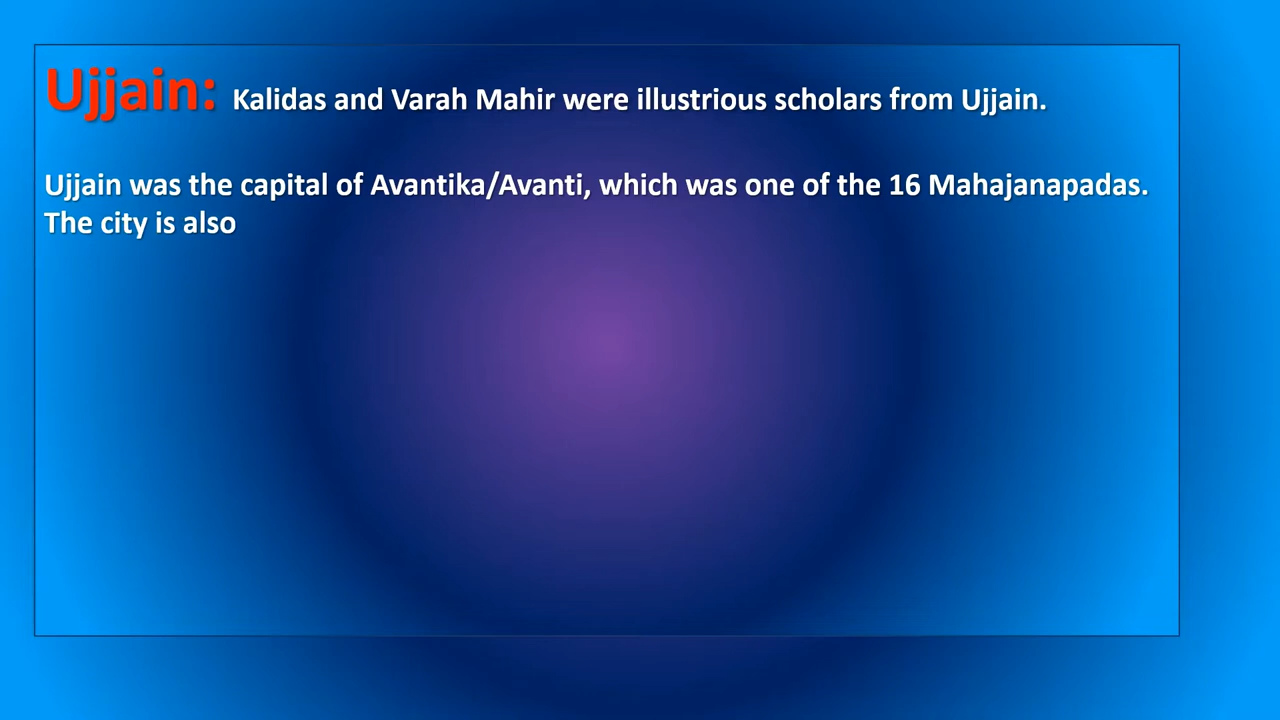 Ujjain: Kalidas and Varah Mahir were illustrious scholars from Ujjain.
Ujjain was the capital of Avantika/Avanti, which was one of the 16 Mahajanapadas.
The city is also